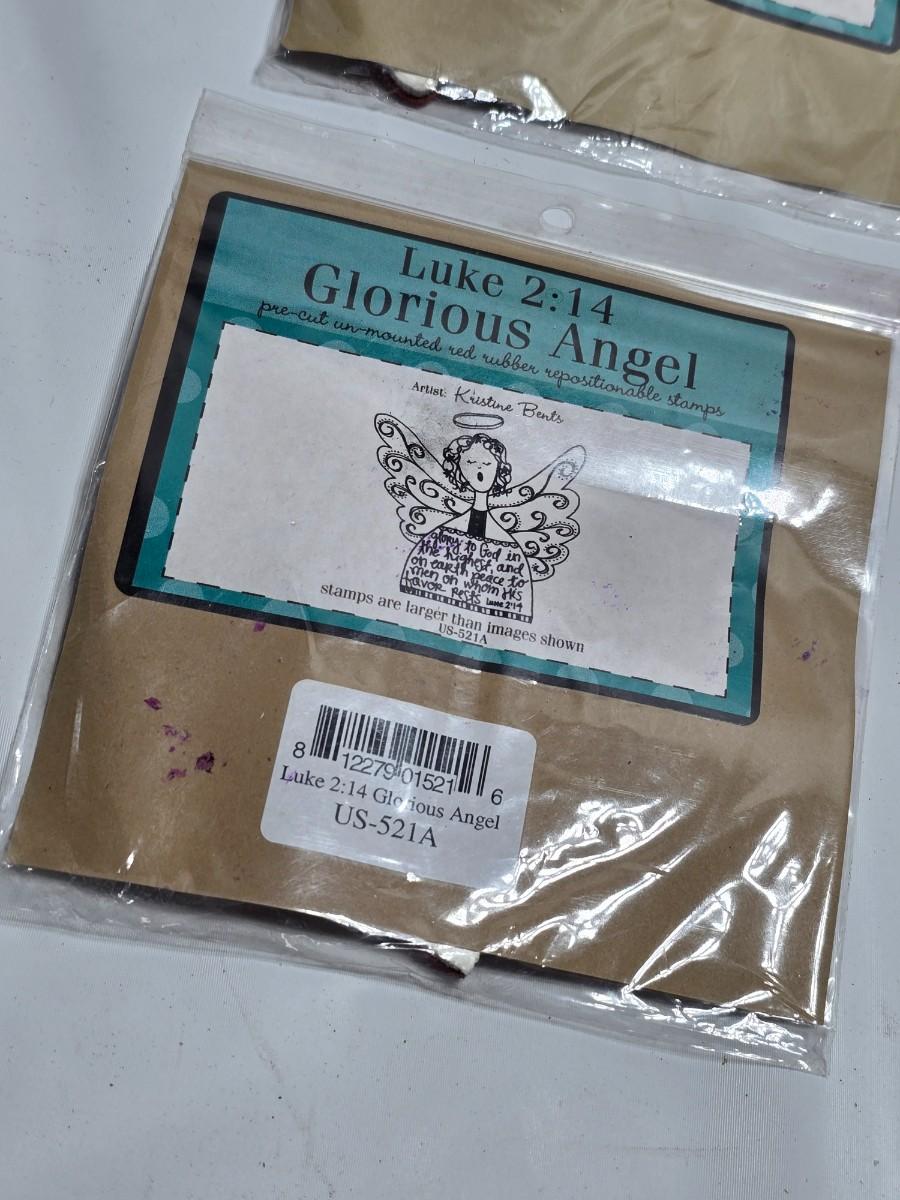 Luke 2:14
Glorious Angel
pre-cut un-mounted red rubber repositionable stamps
Artist: Kristine Bents
glory to God in
the highest, and
on earth peace to
men on whom His
favor rests Luke 2:14
stamps are larger than images shown
US-521A
8 12279 01521 6
Luke 2:14 Glorious Angel
US-521A